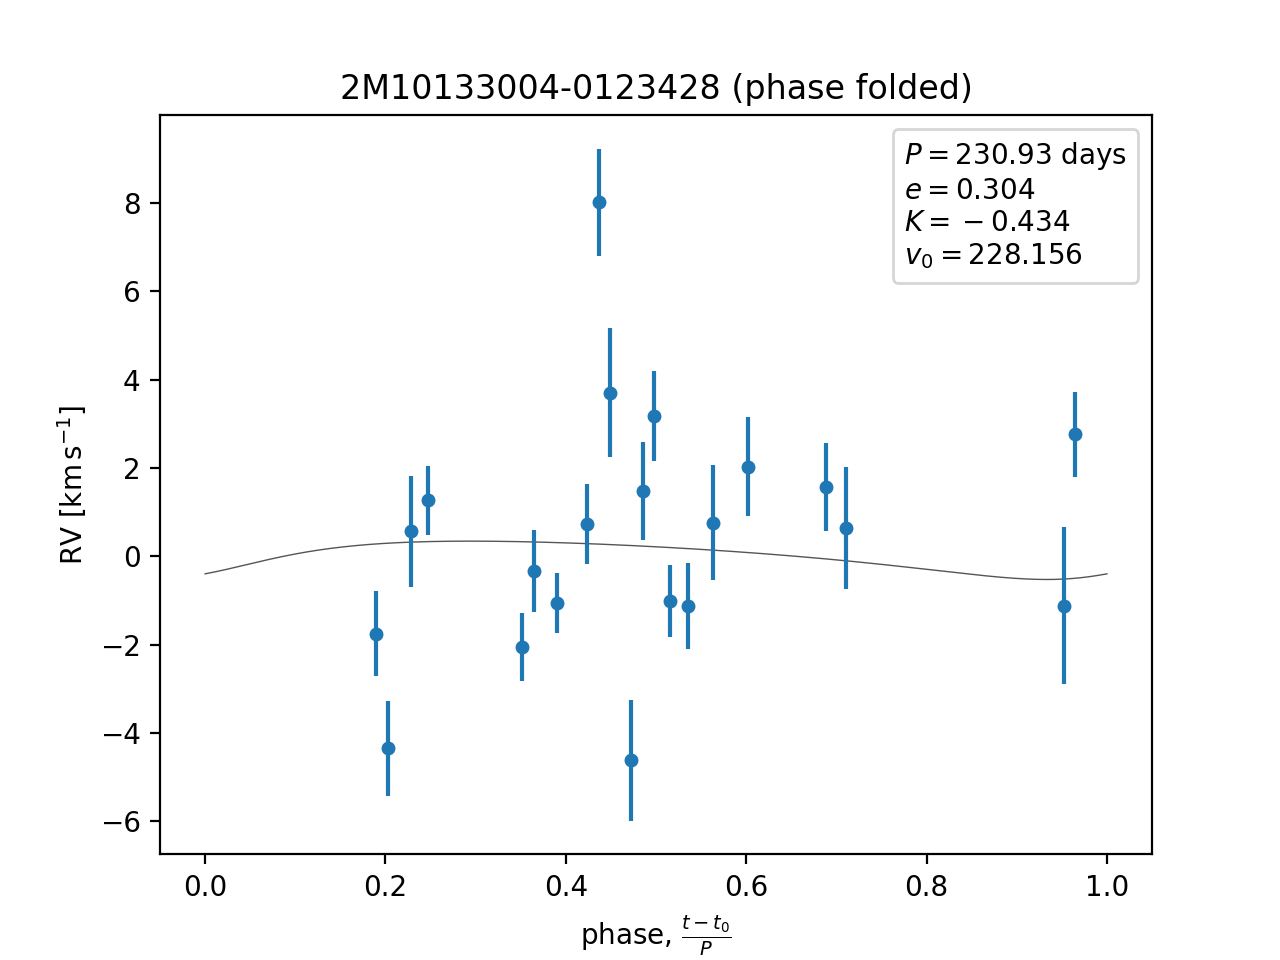 2M10133004-0123428 (phase folded)
P = 230.93 days
e = 0.304
K = −0.434
v₀ = 228.156
RV [km s⁻¹]
8
6
4
2
0
−2
−4
−6
0.0 0.2 0.4 0.6 0.8 1.0
phase, (t − t₀)/P